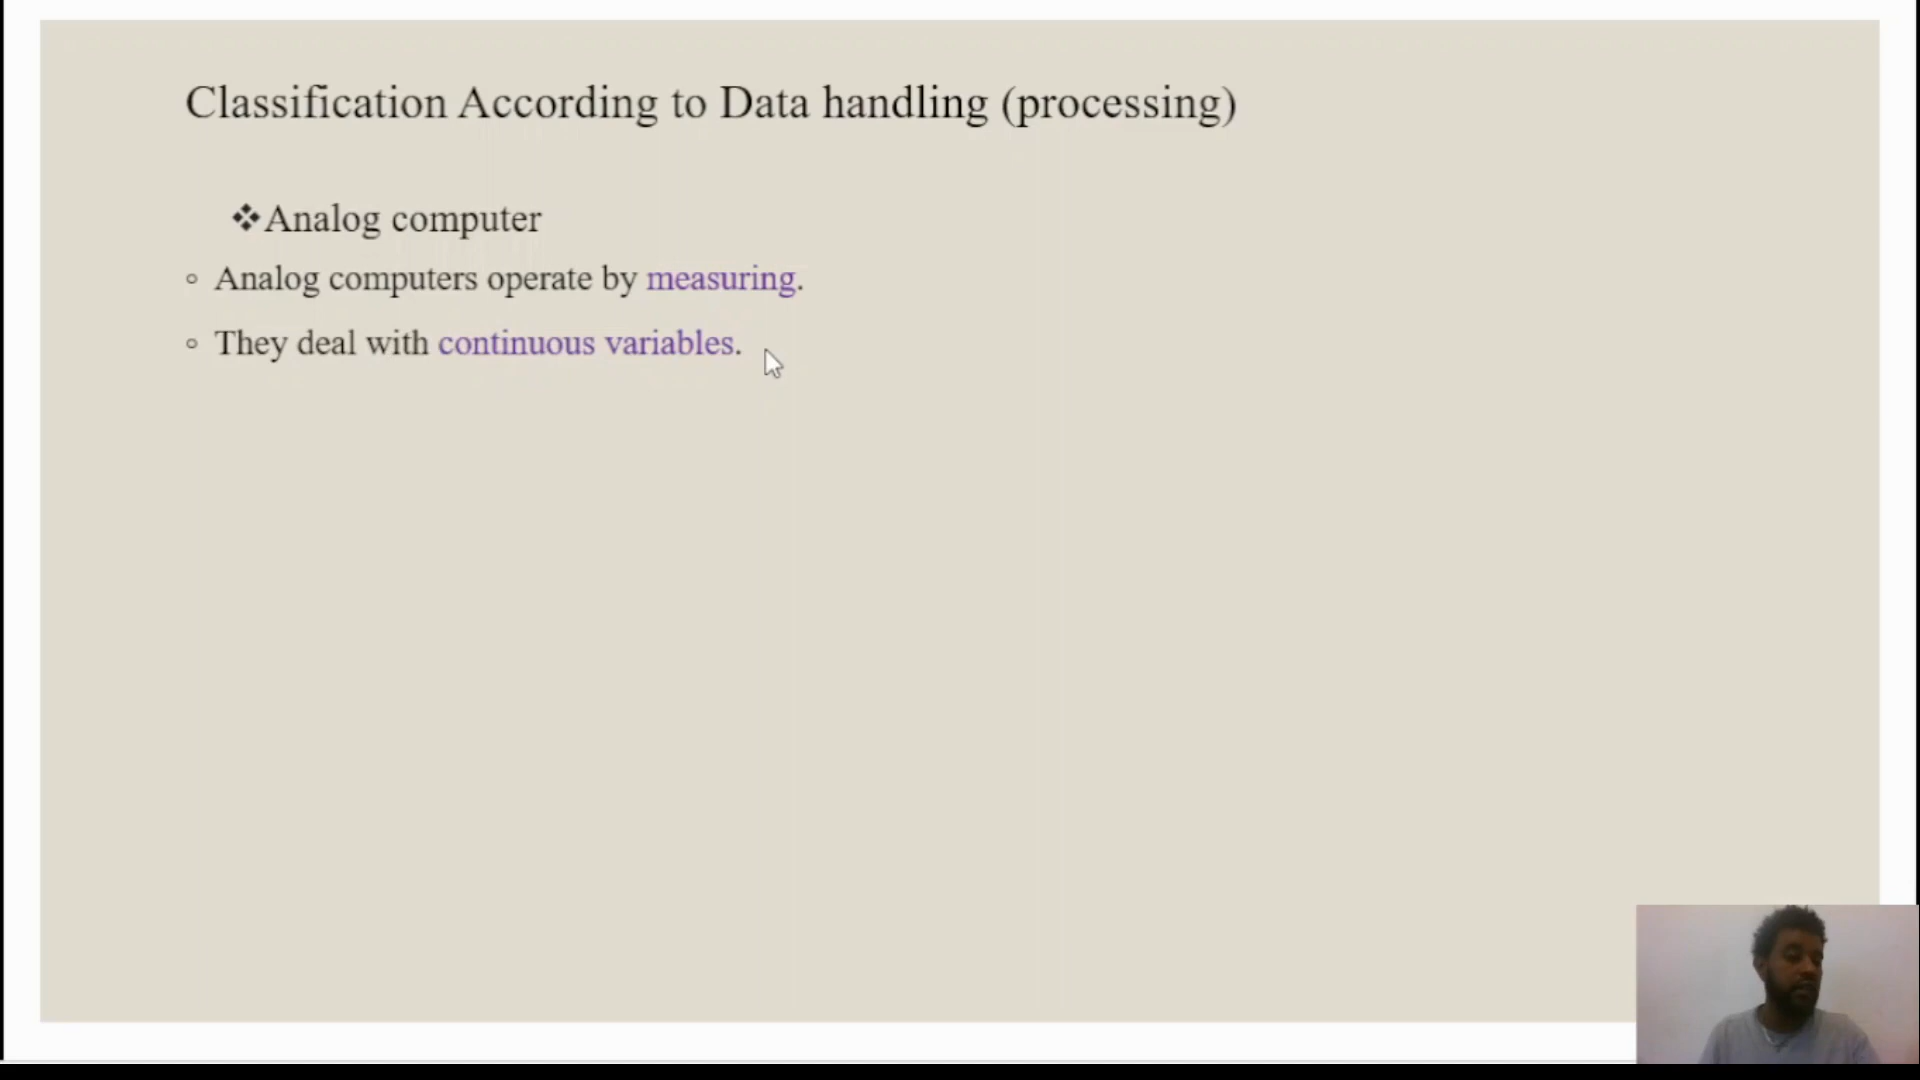 Classification According to Data handling (processing)
❖Analog computer
◦ Analog computers operate by measuring.
◦ They deal with continuous variables.